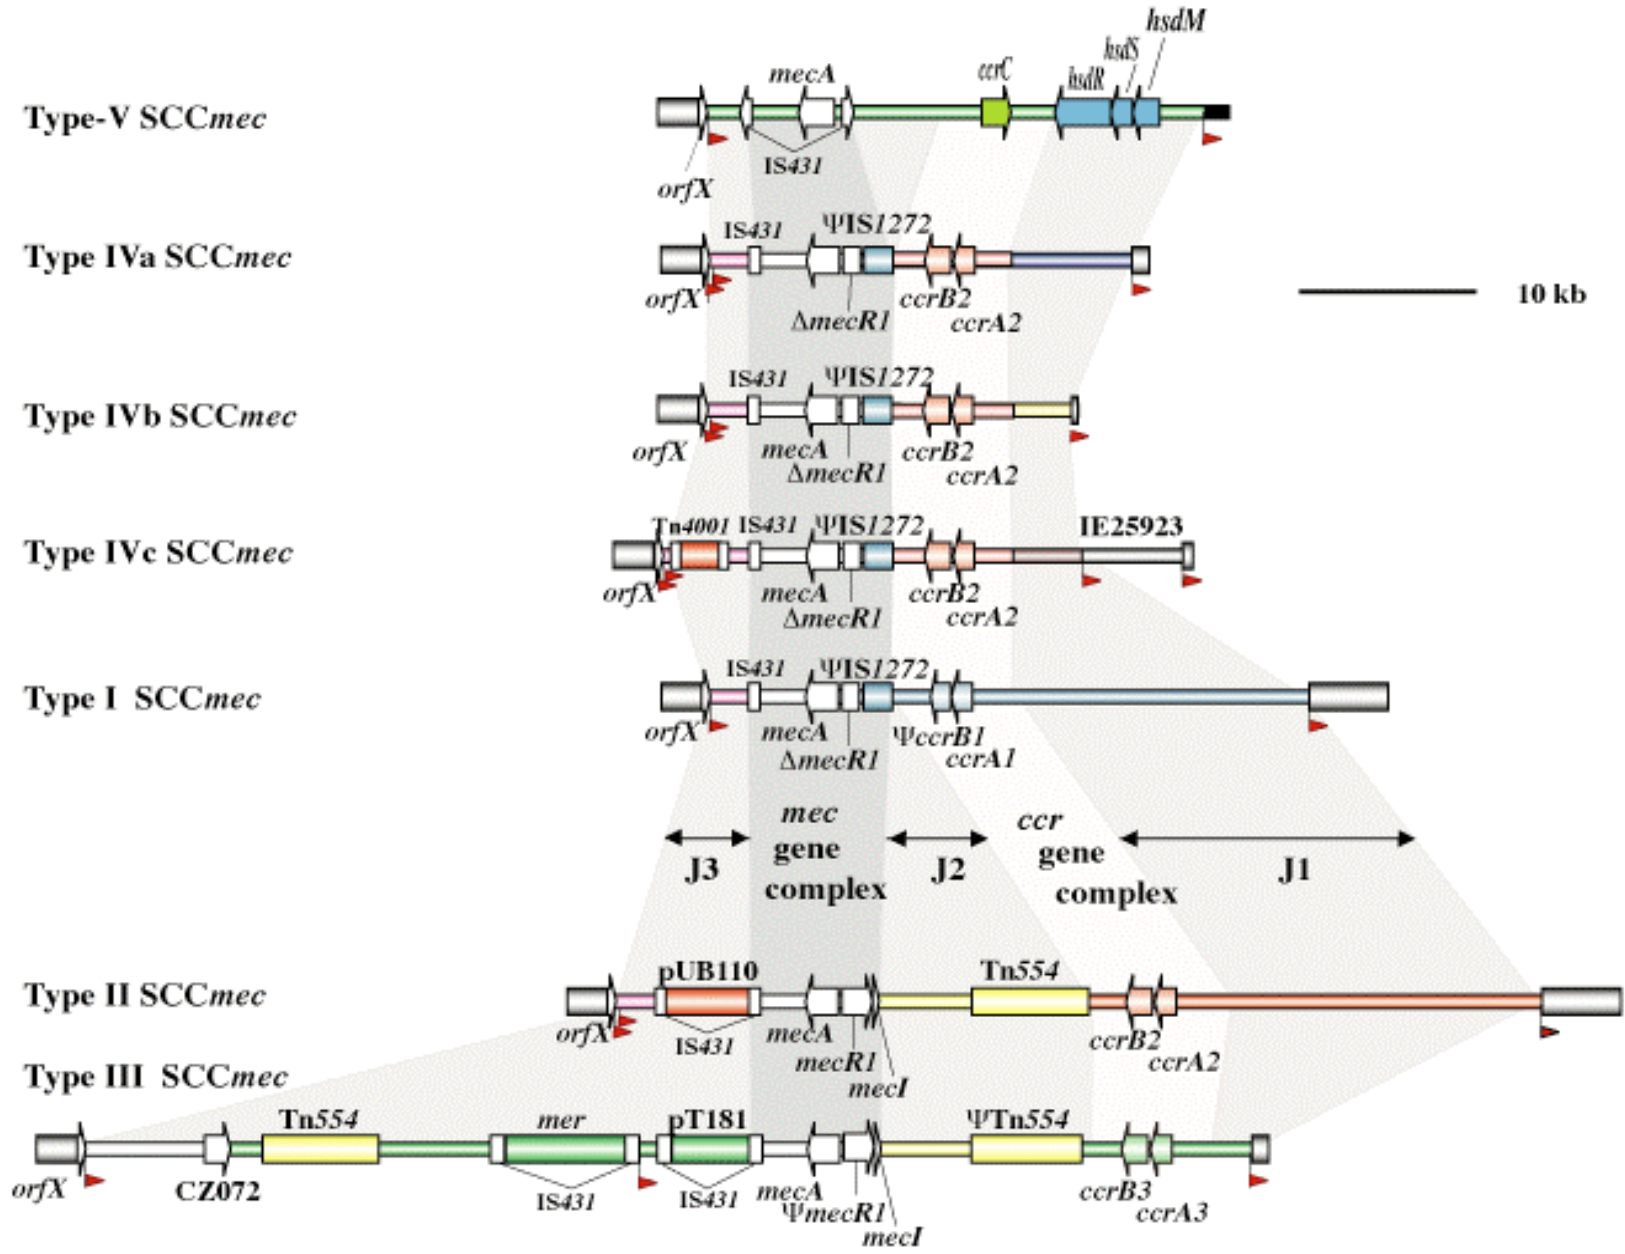 hsdM
hsdS
ccrC
hsdR
mecA
Type-V SCCmec
IS431
orfX
ΨIS1272
IS431
Type IVa SCCmec
orfX
ccrB2
10 kb
ΔmecR1
ccrA2
IS431
ΨIS1272
Type IVb SCCmec
orfX
mecA
ccrB2
ΔmecR1
ccrA2
Tn4001
IS431
ΨIS1272
IE25923
Type IVc SCCmec
orfX
mecA
ccrB2
ΔmecR1
ccrA2
IS431
ΨIS1272
Type I SCCmec
orfX
mecA
ΨccrB1
ΔmecR1
ccrA1
mec
gene
complex
ccr
gene
complex
J3
J2
J1
pUB110
Tn554
Type II SCCmec
orfX
IS431
mecA
mecR1
mecI
ccrB2
ccrA2
Type III SCCmec
Tn554
mer
pT181
ΨTn554
orfX
CZ072
IS431
IS431
mecA
ΨmecR1
mecI
ccrB3
ccrA3